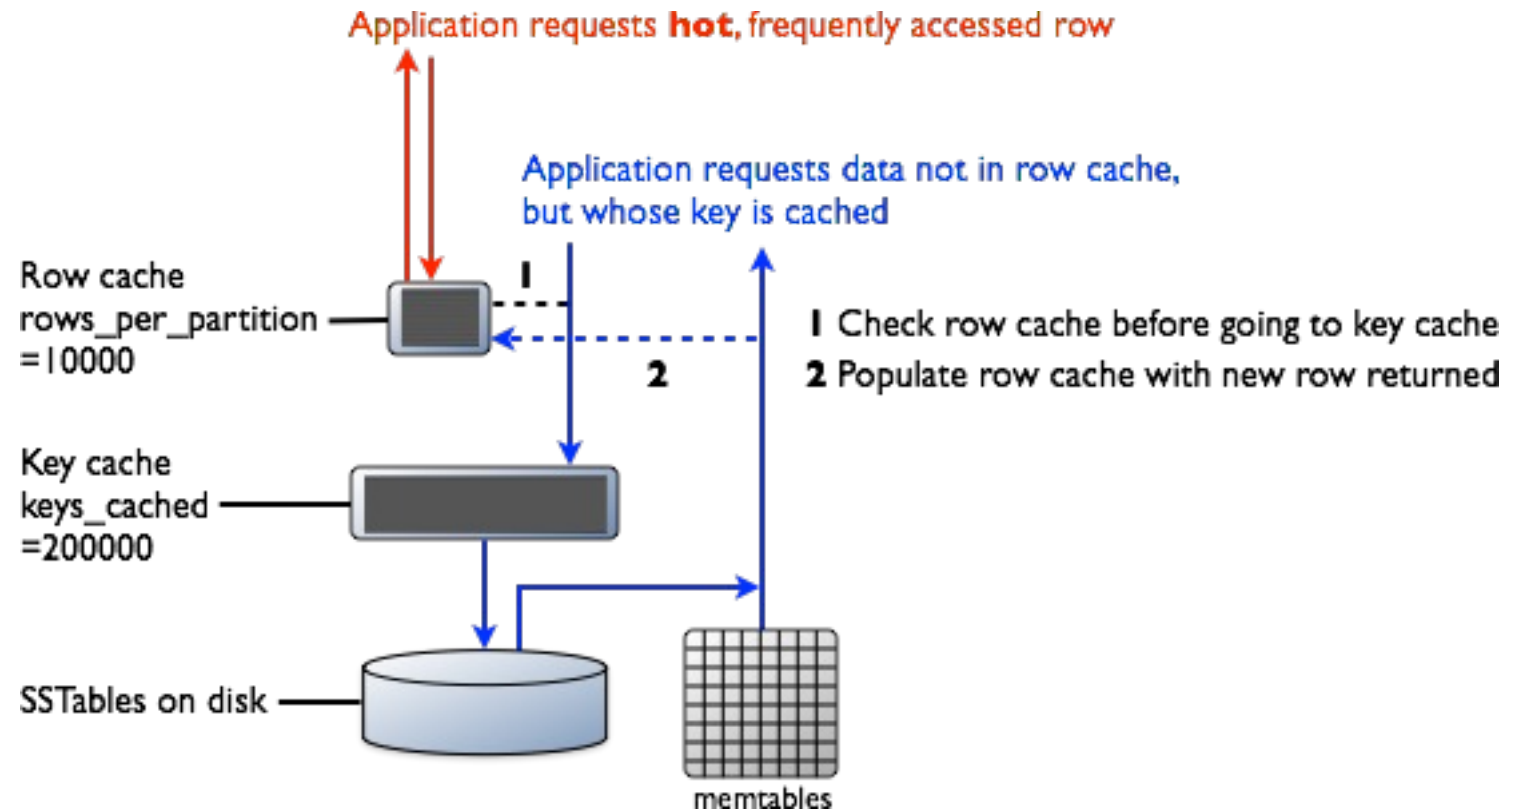 Application requests hot, frequently accessed row
Application requests data not in row cache,
but whose key is cached
Row cache
rows_per_partition
=10000
1
2
1 Check row cache before going to key cache
2 Populate row cache with new row returned
Key cache
keys_cached
=200000
SSTables on disk
memtables